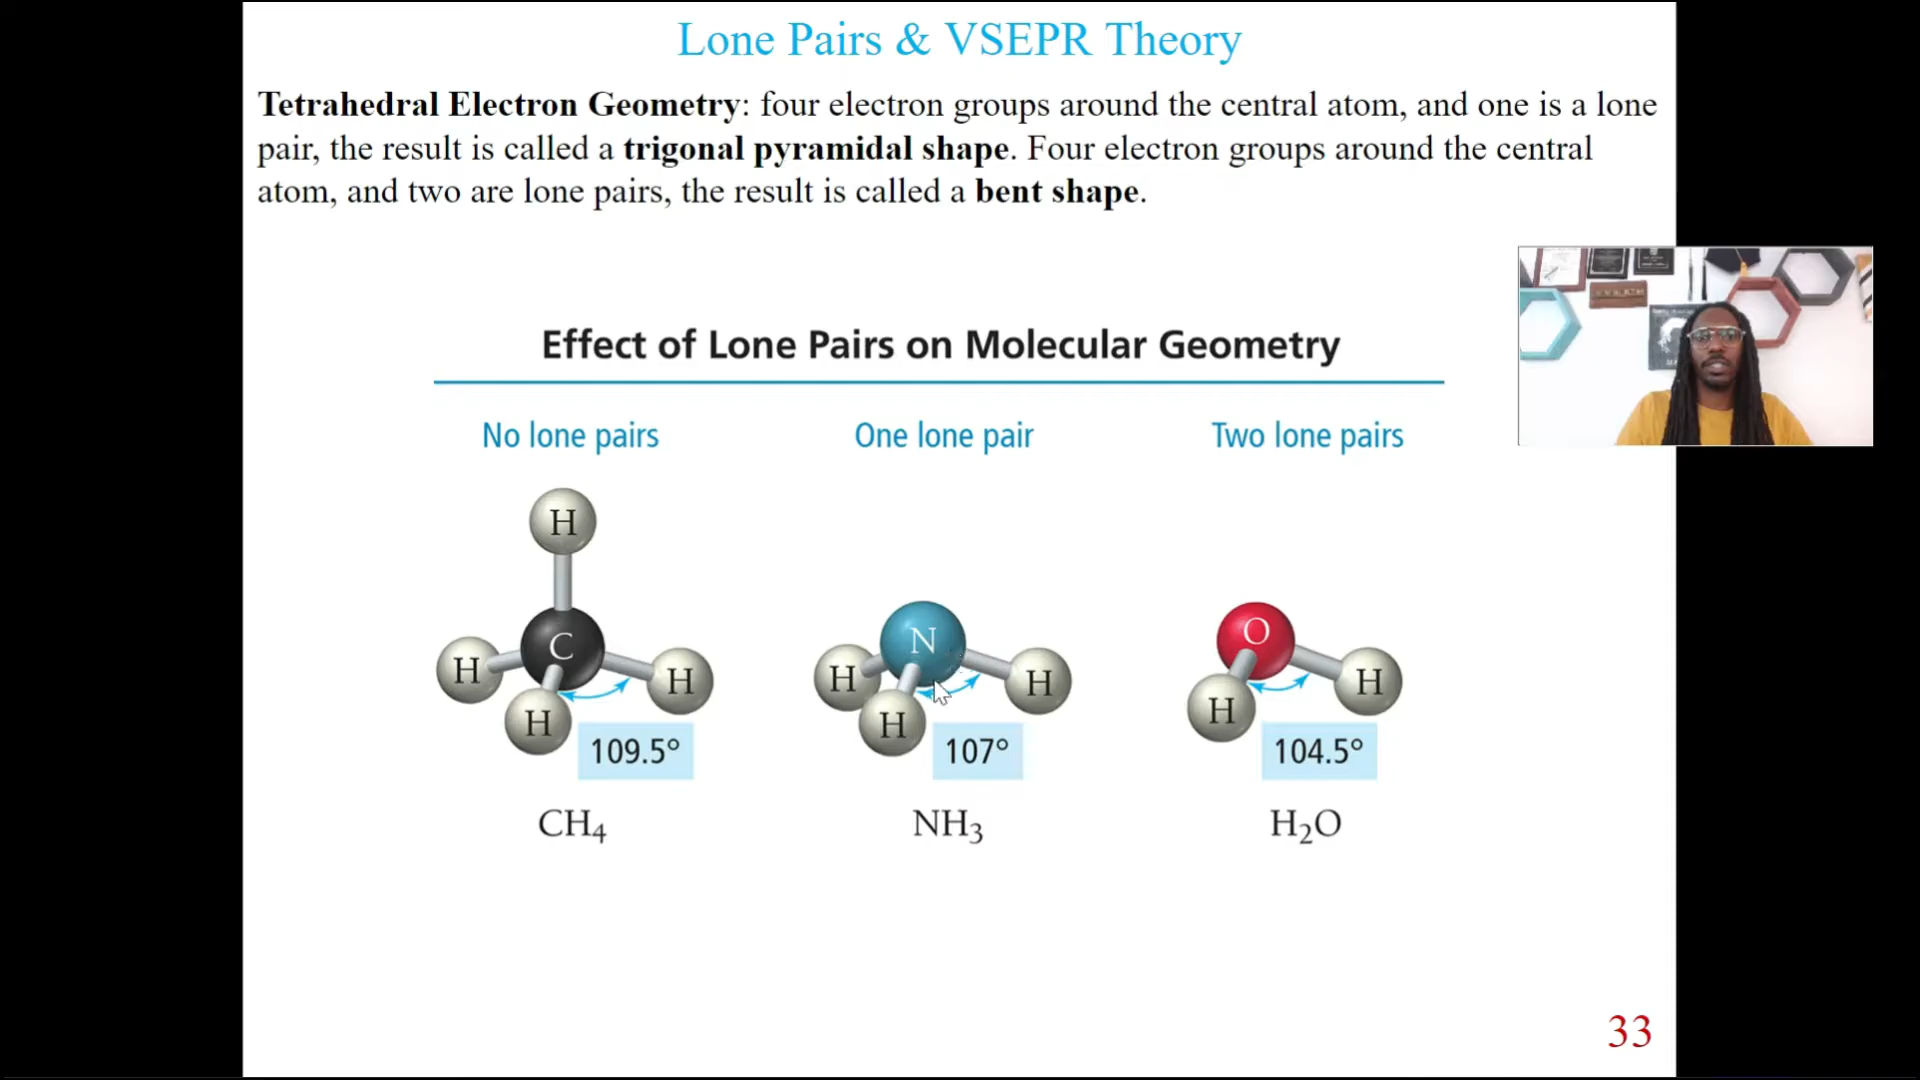 Lone Pairs & VSEPR Theory
Tetrahedral Electron Geometry: four electron groups around the central atom, and one is a lone
pair, the result is called a trigonal pyramidal shape. Four electron groups around the central
atom, and two are lone pairs, the result is called a bent shape.
Effect of Lone Pairs on Molecular Geometry
No lone pairs
One lone pair
Two lone pairs
H
C
H
H
H
109.5°
CH₄
N
H
H
H
107°
NH₃
O
H
H
104.5°
H₂O
33